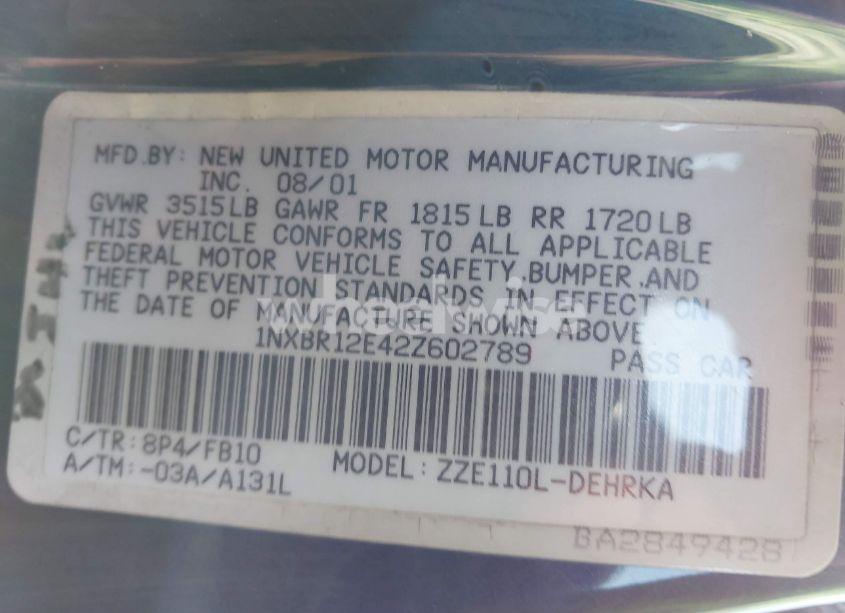 MFD.BY: NEW UNITED MOTOR MANUFACTURING
INC. 08/01
GVWR 3515LB GAWR FR 1815LB RR 1720LB
THIS VEHICLE CONFORMS TO ALL APPLICABLE
FEDERAL MOTOR VEHICLE SAFETY,BUMPER,AND
THEFT PREVENTION STANDARDS IN EFFECT ON
THE DATE OF MANUFACTURE SHOWN ABOVE.
1NXBR12E42Z602789 PASS CAR
C/TR:8P4/FB10
A/TM:-03A/A131L MODEL: ZZE110L-DEHRKA
BA2849428